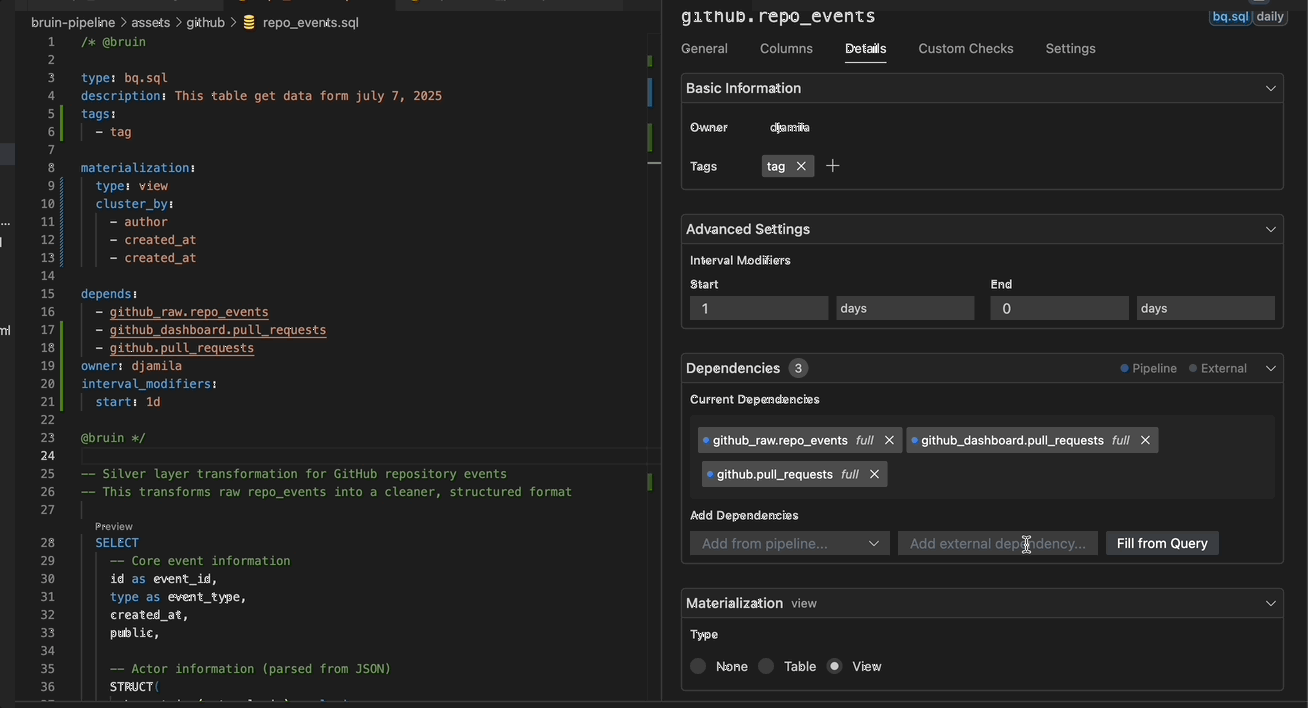 bruin-pipeline > assets > github > repo_events.sql
1 /* @bruin
2
3 type: bq.sql
4 description: This table get data form july 7, 2025
5 tags:
6 - tag
7
8 materialization:
9 type: view
10 cluster_by:
11 - author
12 - created_at
13 - created_at
14
15 depends:
16 - github_raw.repo_events
17 - github_dashboard.pull_requests
18 - github.pull_requests
19 owner: djamila
20 interval_modifiers:
21 start: 1d
22
23 @bruin */
24
25 -- Silver layer transformation for GitHub repository events
26 -- This transforms raw repo_events into a cleaner, structured format
27
Preview
28 SELECT
29 -- Core event information
30 id as event_id,
31 type as event_type,
32 created_at,
33 public,
34
35 -- Actor information (parsed from JSON)
36 STRUCT(
github.repo_events
bq.sql daily
General Columns Details Custom Checks Settings
Basic Information
Owner djamila
Tags tag
Advanced Settings
Interval Modifiers
Start End
1 days 0 days
Dependencies 3 Pipeline External
Current Dependencies
github_raw.repo_events full github_dashboard.pull_requests full
github.pull_requests full
Add Dependencies
Add from pipeline... Add external dependency... Fill from Query
Materialization view
Type
None Table View